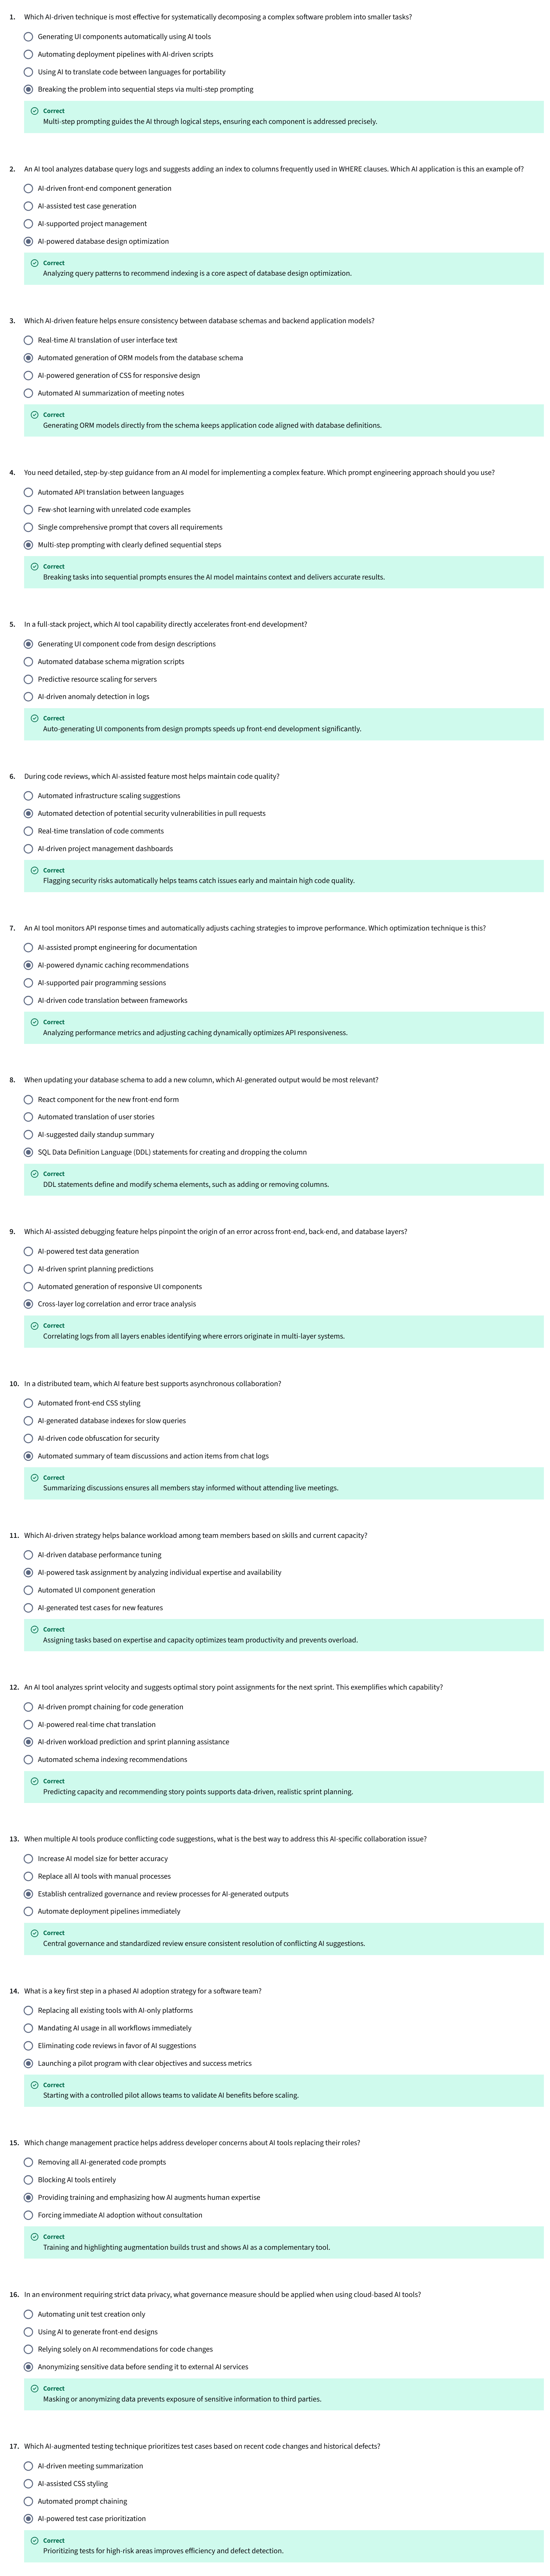 1. Which AI-driven technique is most effective for systematically decomposing a complex software problem into smaller tasks?
Generating UI components automatically using AI tools
Automating deployment pipelines with AI-driven scripts
Using AI to translate code between languages for portability
Breaking the problem into sequential steps via multi-step prompting
Correct
Multi-step prompting guides the AI through logical steps, ensuring each component is addressed precisely.
2. An AI tool analyzes database query logs and suggests adding an index to columns frequently used in WHERE clauses. Which AI application is this an example of?
AI-driven front-end component generation
AI-assisted test case generation
AI-supported project management
AI-powered database design optimization
Correct
Analyzing query patterns to recommend indexing is a core aspect of database design optimization.
3. Which AI-driven feature helps ensure consistency between database schemas and backend application models?
Real-time AI translation of user interface text
Automated generation of ORM models from the database schema
AI-powered generation of CSS for responsive design
Automated AI summarization of meeting notes
Correct
Generating ORM models directly from the schema keeps application code aligned with database definitions.
4. You need detailed, step-by-step guidance from an AI model for implementing a complex feature. Which prompt engineering approach should you use?
Automated API translation between languages
Few-shot learning with unrelated code examples
Single comprehensive prompt that covers all requirements
Multi-step prompting with clearly defined sequential steps
Correct
Breaking tasks into sequential prompts ensures the AI model maintains context and delivers accurate results.
5. In a full-stack project, which AI tool capability directly accelerates front-end development?
Generating UI component code from design descriptions
Automated database schema migration scripts
Predictive resource scaling for servers
AI-driven anomaly detection in logs
Correct
Auto-generating UI components from design prompts speeds up front-end development significantly.
6. During code reviews, which AI-assisted feature most helps maintain code quality?
Automated infrastructure scaling suggestions
Automated detection of potential security vulnerabilities in pull requests
Real-time translation of code comments
AI-driven project management dashboards
Correct
Flagging security risks automatically helps teams catch issues early and maintain high code quality.
7. An AI tool monitors API response times and automatically adjusts caching strategies to improve performance. Which optimization technique is this?
AI-assisted prompt engineering for documentation
AI-powered dynamic caching recommendations
AI-supported pair programming sessions
AI-driven code translation between frameworks
Correct
Analyzing performance metrics and adjusting caching dynamically optimizes API responsiveness.
8. When updating your database schema to add a new column, which AI-generated output would be most relevant?
React component for the new front-end form
Automated translation of user stories
AI-suggested daily standup summary
SQL Data Definition Language (DDL) statements for creating and dropping the column
Correct
DDL statements define and modify schema elements, such as adding or removing columns.
9. Which AI-assisted debugging feature helps pinpoint the origin of an error across front-end, back-end, and database layers?
AI-powered test data generation
AI-driven sprint planning predictions
Automated generation of responsive UI components
Cross-layer log correlation and error trace analysis
Correct
Correlating logs from all layers enables identifying where errors originate in multi-layer systems.
10. In a distributed team, which AI feature best supports asynchronous collaboration?
Automated front-end CSS styling
AI-generated database indexes for slow queries
AI-driven code obfuscation for security
Automated summary of team discussions and action items from chat logs
Correct
Summarizing discussions ensures all members stay informed without attending live meetings.
11. Which AI-driven strategy helps balance workload among team members based on skills and current capacity?
AI-driven database performance tuning
AI-powered task assignment by analyzing individual expertise and availability
Automated UI component generation
AI-generated test cases for new features
Correct
Assigning tasks based on expertise and capacity optimizes team productivity and prevents overload.
12. An AI tool analyzes sprint velocity and suggests optimal story point assignments for the next sprint. This exemplifies which capability?
AI-driven prompt chaining for code generation
AI-powered real-time chat translation
AI-driven workload prediction and sprint planning assistance
Automated schema indexing recommendations
Correct
Predicting capacity and recommending story points supports data-driven, realistic sprint planning.
13. When multiple AI tools produce conflicting code suggestions, what is the best way to address this AI-specific collaboration issue?
Increase AI model size for better accuracy
Replace all AI tools with manual processes
Establish centralized governance and review processes for AI-generated outputs
Automate deployment pipelines immediately
Correct
Central governance and standardized review ensure consistent resolution of conflicting AI suggestions.
14. What is a key first step in a phased AI adoption strategy for a software team?
Replacing all existing tools with AI-only platforms
Mandating AI usage in all workflows immediately
Eliminating code reviews in favor of AI suggestions
Launching a pilot program with clear objectives and success metrics
Correct
Starting with a controlled pilot allows teams to validate AI benefits before scaling.
15. Which change management practice helps address developer concerns about AI tools replacing their roles?
Removing all AI-generated code prompts
Blocking AI tools entirely
Providing training and emphasizing how AI augments human expertise
Forcing immediate AI adoption without consultation
Correct
Training and highlighting augmentation builds trust and shows AI as a complementary tool.
16. In an environment requiring strict data privacy, what governance measure should be applied when using cloud-based AI tools?
Automating unit test creation only
Using AI to generate front-end designs
Relying solely on AI recommendations for code changes
Anonymizing sensitive data before sending it to external AI services
Correct
Masking or anonymizing data prevents exposure of sensitive information to third parties.
17. Which AI-augmented testing technique prioritizes test cases based on recent code changes and historical defects?
AI-driven meeting summarization
AI-assisted CSS styling
Automated prompt chaining
AI-powered test case prioritization
Correct
Prioritizing tests for high-risk areas improves efficiency and defect detection.